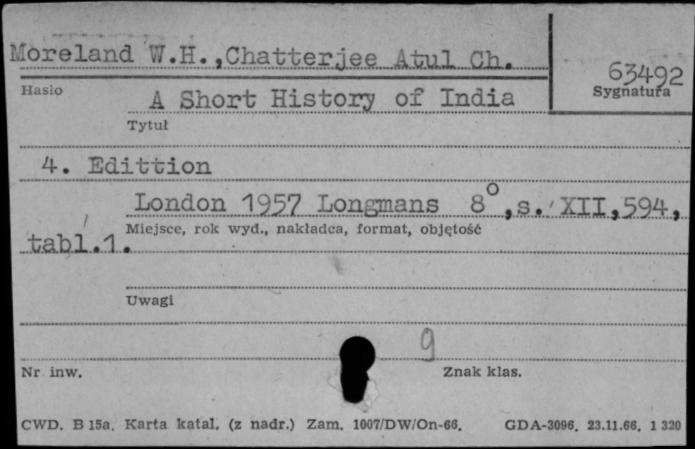 Moreland W.H.,Chatterjee Atul Ch.
63492
Hasło
Sygnatura
A Short History of India
Tytuł
4. Edittion
London 1957 Longmans 8°,s. XII,594,
Miejsce, rok wyd., nakładca, format, objętość
tabl.1.
Uwagi
9
Nr inw.
Znak klas.
CWD. B 15a. Karta katal. (z nadr.) Zam. 1007/DW/On-66. GDA-3096. 23.11.66. 1 320